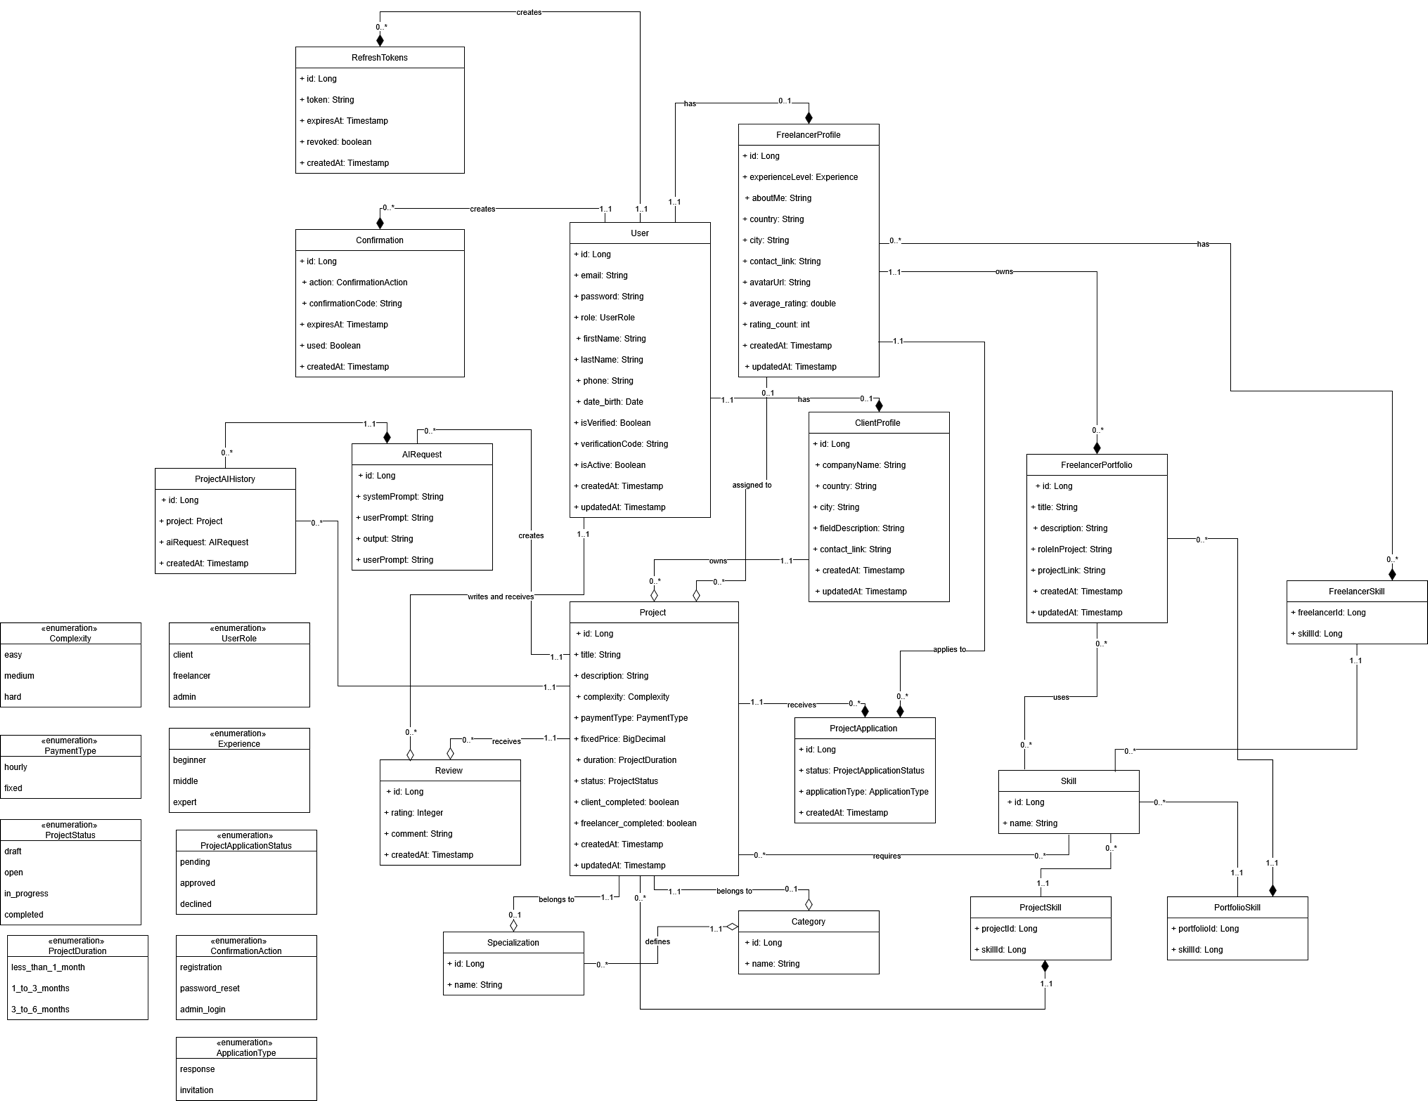 creates
0..*
RefreshTokens
+ id: Long
+ token: String
+ expiresAt: Timestamp
+ revoked: boolean
+ createdAt: Timestamp
1..1
has
0..1
1..1
FreelancerProfile
+ id: Long
+ experienceLevel: Experience
+ aboutMe: String
+ country: String
+ city: String
+ contact_link: String
+ avatarUrl: String
+ average_rating: double
+ rating_count: int
+ createdAt: Timestamp
+ updatedAt: Timestamp
0..*
creates
1..1
Confirmation
+ id: Long
+ action: ConfirmationAction
+ confirmationCode: String
+ expiresAt: Timestamp
+ used: Boolean
+ createdAt: Timestamp
User
+ id: Long
+ email: String
+ password: String
+ role: UserRole
+ firstName: String
+ lastName: String
+ phone: String
+ date_birth: Date
+ isVerified: Boolean
+ verificationCode: String
+ isActive: Boolean
+ createdAt: Timestamp
+ updatedAt: Timestamp
0..*
has
0..*
1..1
owns
0..*
1..1
applies to
0..*
0..1
assigned to
0..*
1..1
has
0..1
ClientProfile
+ id: Long
+ companyName: String
+ country: String
+ city: String
+ fieldDescription: String
+ contact_link: String
+ createdAt: Timestamp
+ updatedAt: Timestamp
1..1
owns
0..*
1..1
0..*
0..*
creates
1..1
ProjectAIHistory
+ id: Long
+ project: Project
+ aiRequest: AIRequest
+ createdAt: Timestamp
0..*
1..1
AIRequest
+ id: Long
+ systemPrompt: String
+ userPrompt: String
+ output: String
+ userPrompt: String
1..1
writes and receives
0..*
FreelancerPortfolio
+ id: Long
+ title: String
+ description: String
+ roleInProject: String
+ projectLink: String
+ createdAt: Timestamp
+ updatedAt: Timestamp
0..*
1..1
0..*
uses
0..*
FreelancerSkill
+ freelancerId: Long
+ skillId: Long
1..1
0..*
Project
+ id: Long
+ title: String
+ description: String
+ complexity: Complexity
+ paymentType: PaymentType
+ fixedPrice: BigDecimal
+ duration: ProjectDuration
+ status: ProjectStatus
+ client_completed: boolean
+ freelancer_completed: boolean
+ createdAt: Timestamp
+ updatedAt: Timestamp
1..1
receives
0..*
ProjectApplication
+ id: Long
+ status: ProjectApplicationStatus
+ applicationType: ApplicationType
+ createdAt: Timestamp
0..*
receives
1..1
Review
+ id: Long
+ rating: Integer
+ comment: String
+ createdAt: Timestamp
Skill
+ id: Long
+ name: String
0..*
1..1
0..*
requires
0..*
0..*
1..1
ProjectSkill
+ projectId: Long
+ skillId: Long
0..*
1..1
PortfolioSkill
+ portfolioId: Long
+ skillId: Long
belongs to
1..1
0..1
1..1
belongs to
0..1
Specialization
+ id: Long
+ name: String
0..*
defines
1..1
Category
+ id: Long
+ name: String
«enumeration»
Complexity
easy
medium
hard
«enumeration»
UserRole
client
freelancer
admin
«enumeration»
PaymentType
hourly
fixed
«enumeration»
Experience
beginner
middle
expert
«enumeration»
ProjectStatus
draft
open
in_progress
completed
«enumeration»
ProjectApplicationStatus
pending
approved
declined
«enumeration»
ProjectDuration
less_than_1_month
1_to_3_months
3_to_6_months
«enumeration»
ConfirmationAction
registration
password_reset
admin_login
«enumeration»
ApplicationType
response
invitation